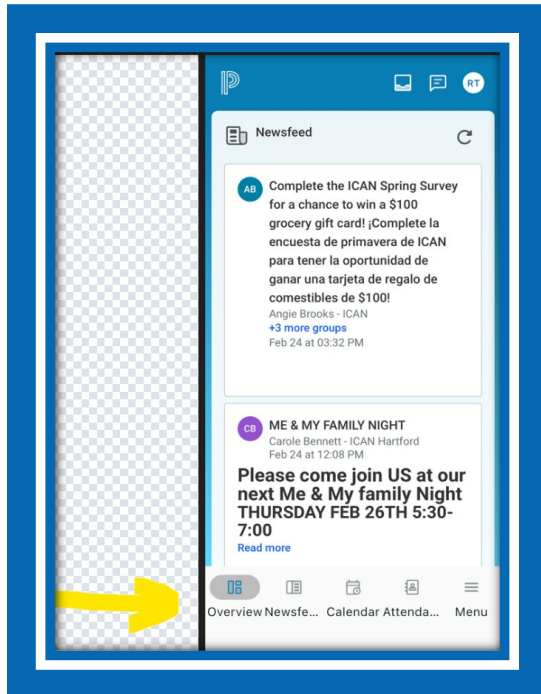 RT
Newsfeed
AB
Complete the ICAN Spring Survey
for a chance to win a $100
grocery gift card! ¡Complete la
encuesta de primavera de ICAN
para tener la oportunidad de
ganar una tarjeta de regalo de
comestibles de $100!
Angie Brooks - ICAN
+3 more groups
Feb 24 at 03:32 PM
CB
ME & MY FAMILY NIGHT
Carole Bennett - ICAN Hartford
Feb 24 at 12:08 PM
Please come join US at our
next Me & My family Night
THURSDAY FEB 26TH 5:30-
7:00
Read more
Overview Newsfe... Calendar Attenda... Menu